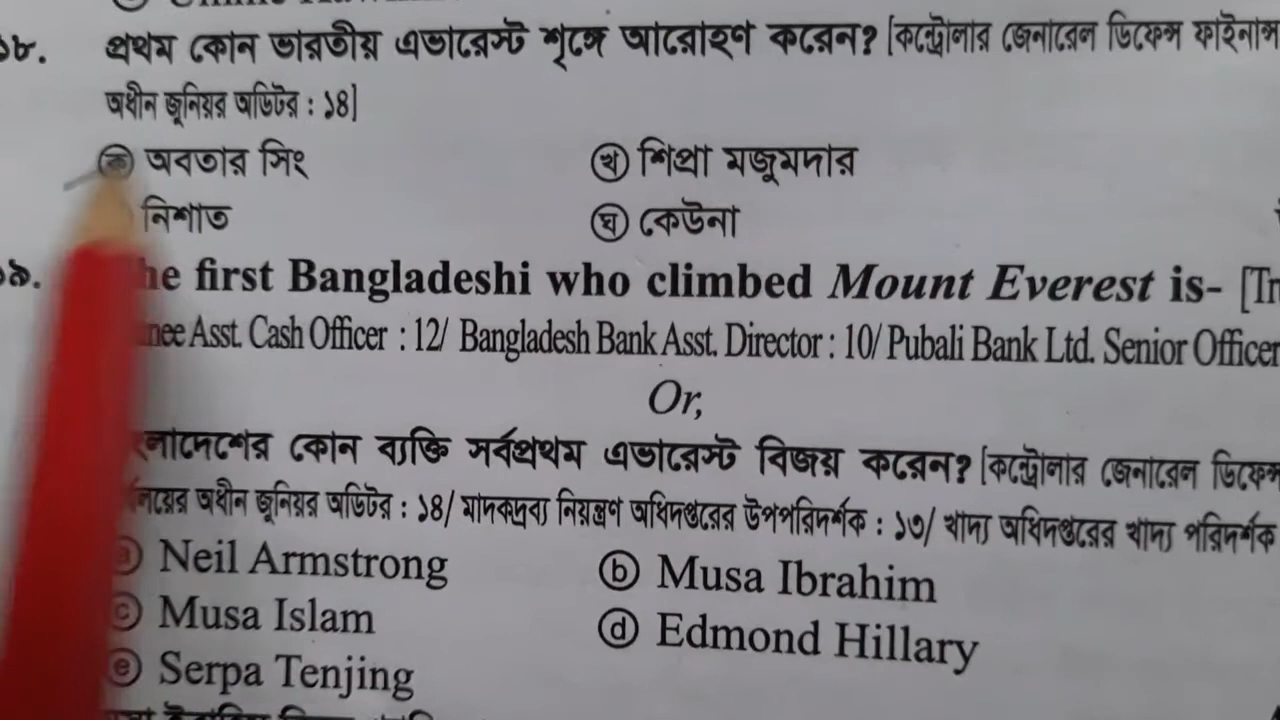 ১৮. প্রথম কোন ভারতীয় এভারেস্ট শৃঙ্গে আরোহণ করেন? [কন্ট্রোলার জেনারেল ডিফেন্স ফাইনান্স
অধীন জুনিয়র অডিটর : ১৪]
ক অবতার সিং খ শিপ্রা মজুমদার
নিশাত ঘ কেউনা
১৯. he first Bangladeshi who climbed Mount Everest is- [Tr
nee Asst. Cash Officer : 12/ Bangladesh Bank Asst. Director : 10/ Pubali Bank Ltd. Senior Officer
Or,
লাদেশের কোন ব্যক্তি সর্বপ্রথম এভারেস্ট বিজয় করেন? [কন্ট্রোলার জেনারেল ডিফেন্স
লয়ের অধীন জুনিয়র অডিটর : ১৪/ মাদকদ্রব্য নিয়ন্ত্রণ অধিদপ্তরের উপপরিদর্শক : ১৩/ খাদ্য অধিদপ্তরের খাদ্য পরিদর্শক
a Neil Armstrong b Musa Ibrahim
c Musa Islam d Edmond Hillary
e Serpa Tenjing